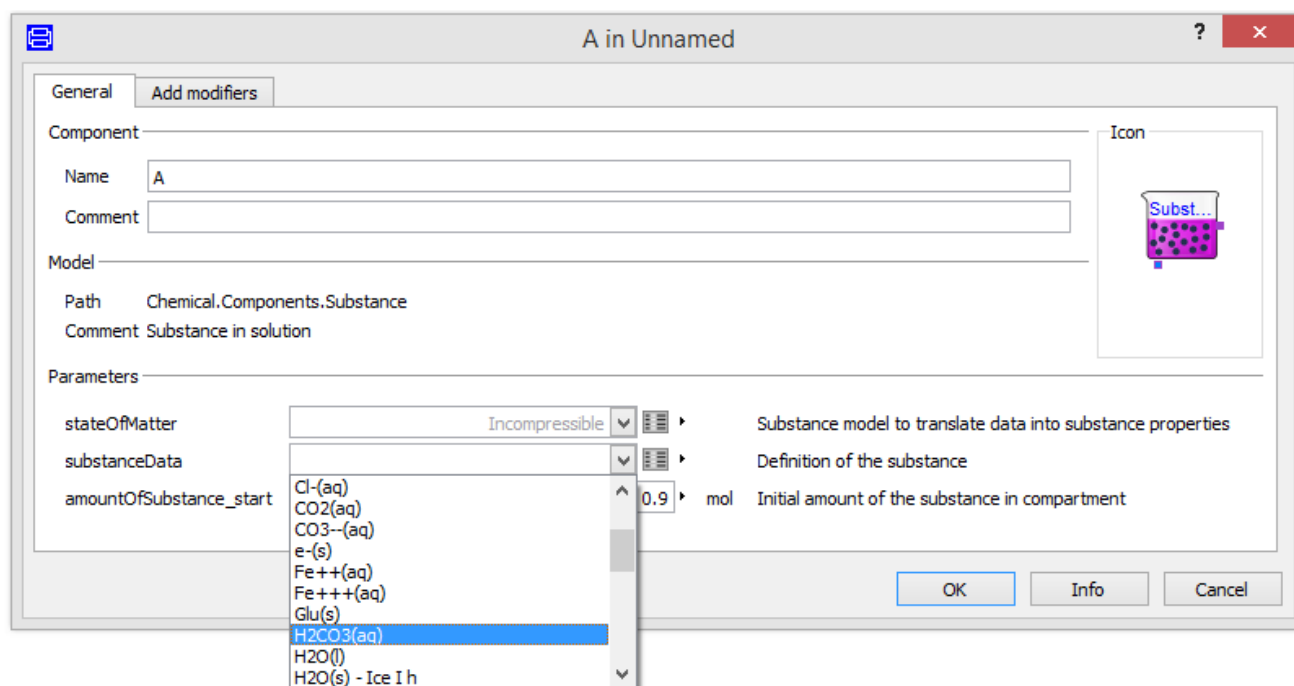 A in Unnamed
?
General
Add modifiers
Component
Icon
Name
A
Comment
Subst...
Model
Path
Chemical.Components.Substance
Comment
Substance in solution
Parameters
stateOfMatter
Incompressible
Substance model to translate data into substance properties
substanceData
Definition of the substance
amountOfSubstance_start
0.9
mol
Initial amount of the substance in compartment
Cl-(aq)
CO2(aq)
CO3--(aq)
e-(s)
Fe++(aq)
Fe+++(aq)
Glu(s)
H2CO3(aq)
H2O(l)
H2O(s) - Ice I h
OK
Info
Cancel